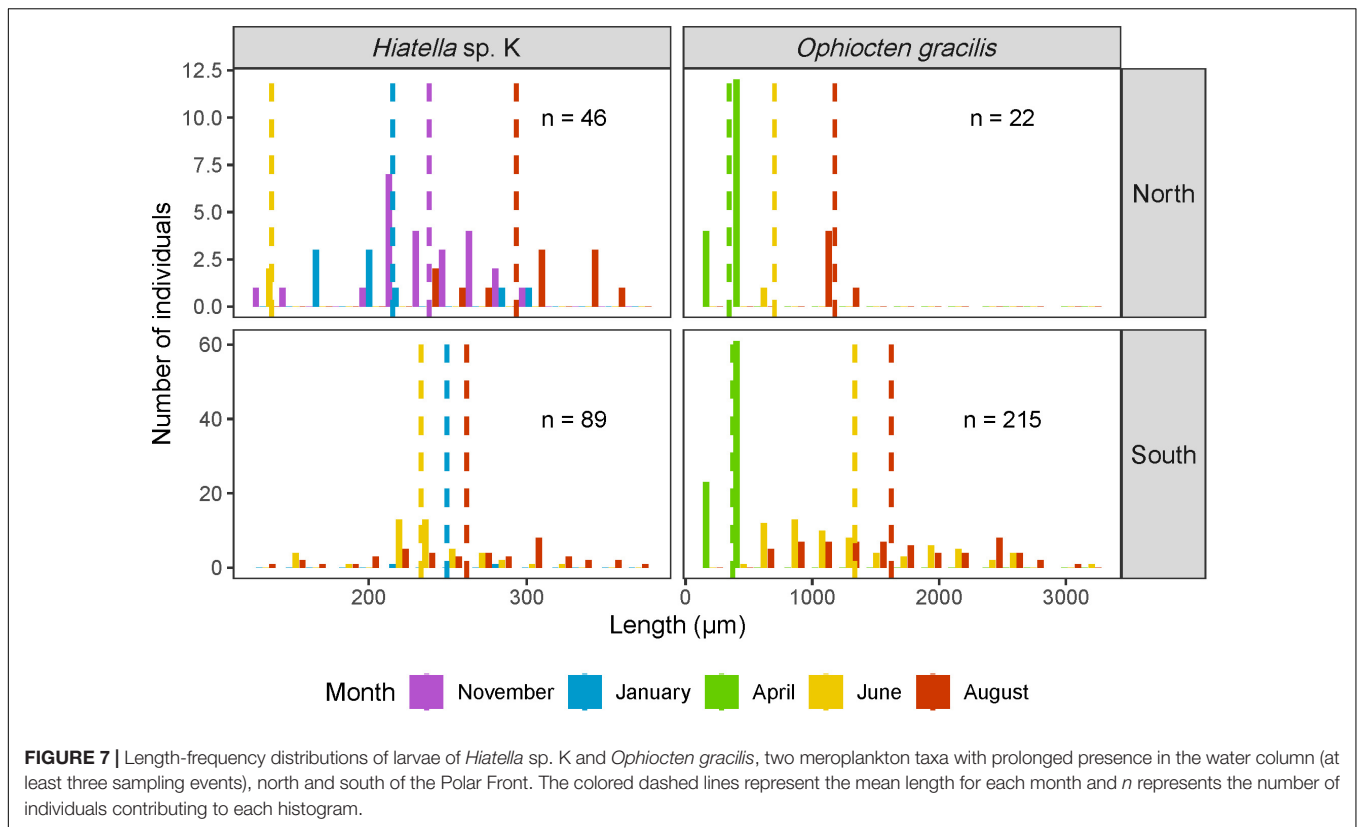 Hiatella sp. K
Ophiocten gracilis
12.5
10.0
7.5
5.0
2.5
0.0
n = 46
n = 22
North
Number of individuals
60
40
20
0
n = 89
n = 215
South
200
300
0
1000
2000
3000
Length (µm)
Month November January April June August
FIGURE 7 | Length-frequency distributions of larvae of Hiatella sp. K and Ophiocten gracilis, two meroplankton taxa with prolonged presence in the water column (at
least three sampling events), north and south of the Polar Front. The colored dashed lines represent the mean length for each month and n represents the number of
individuals contributing to each histogram.